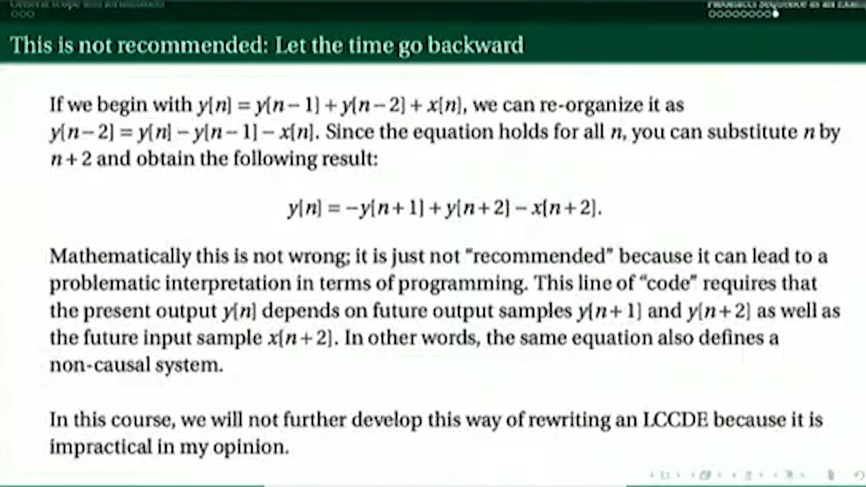 General scope and
This is not recommended: Let the time go backward
If we begin with y[n] = y[n − 1] + y[n − 2] + x[n], we can re-organize it as
y[n − 2] = y[n] − y[n − 1] − x[n]. Since the equation holds for all n, you can substitute n by
n + 2 and obtain the following result:
y[n] = −y[n + 1] + y[n + 2] − x[n + 2].
Mathematically this is not wrong; it is just not “recommended” because it can lead to a
problematic interpretation in terms of programming. This line of “code” requires that
the present output y[n] depends on future output samples y[n + 1] and y[n + 2] as well as
the future input sample x[n + 2]. In other words, the same equation also defines a
non-causal system.
In this course, we will not further develop this way of rewriting an LCCDE because it is
impractical in my opinion.